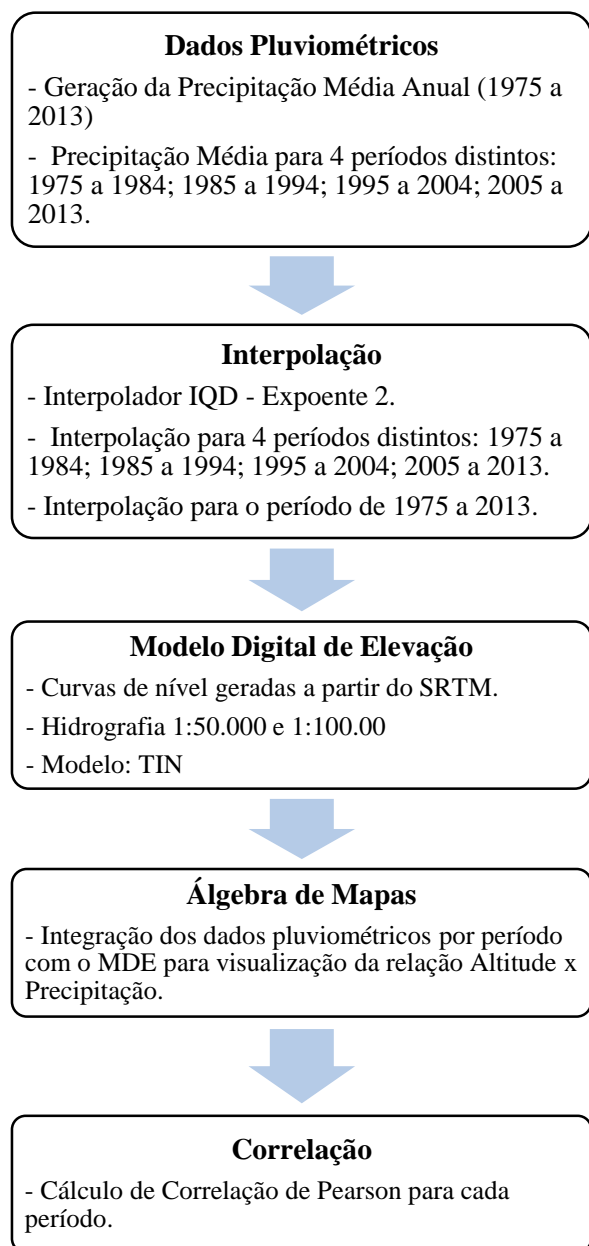 Dados Pluviométricos
- Geração da Precipitação Média Anual (1975 a
2013)
- Precipitação Média para 4 períodos distintos:
1975 a 1984; 1985 a 1994; 1995 a 2004; 2005 a
2013.
Interpolação
- Interpolador IQD - Expoente 2.
- Interpolação para 4 períodos distintos: 1975 a
1984; 1985 a 1994; 1995 a 2004; 2005 a 2013.
- Interpolação para o período de 1975 a 2013.
Modelo Digital de Elevação
- Curvas de nível geradas a partir do SRTM.
- Hidrografia 1:50.000 e 1:100.00
- Modelo: TIN
Álgebra de Mapas
- Integração dos dados pluviométricos por período
com o MDE para visualização da relação Altitude x
Precipitação.
Correlação
- Cálculo de Correlação de Pearson para cada
período.